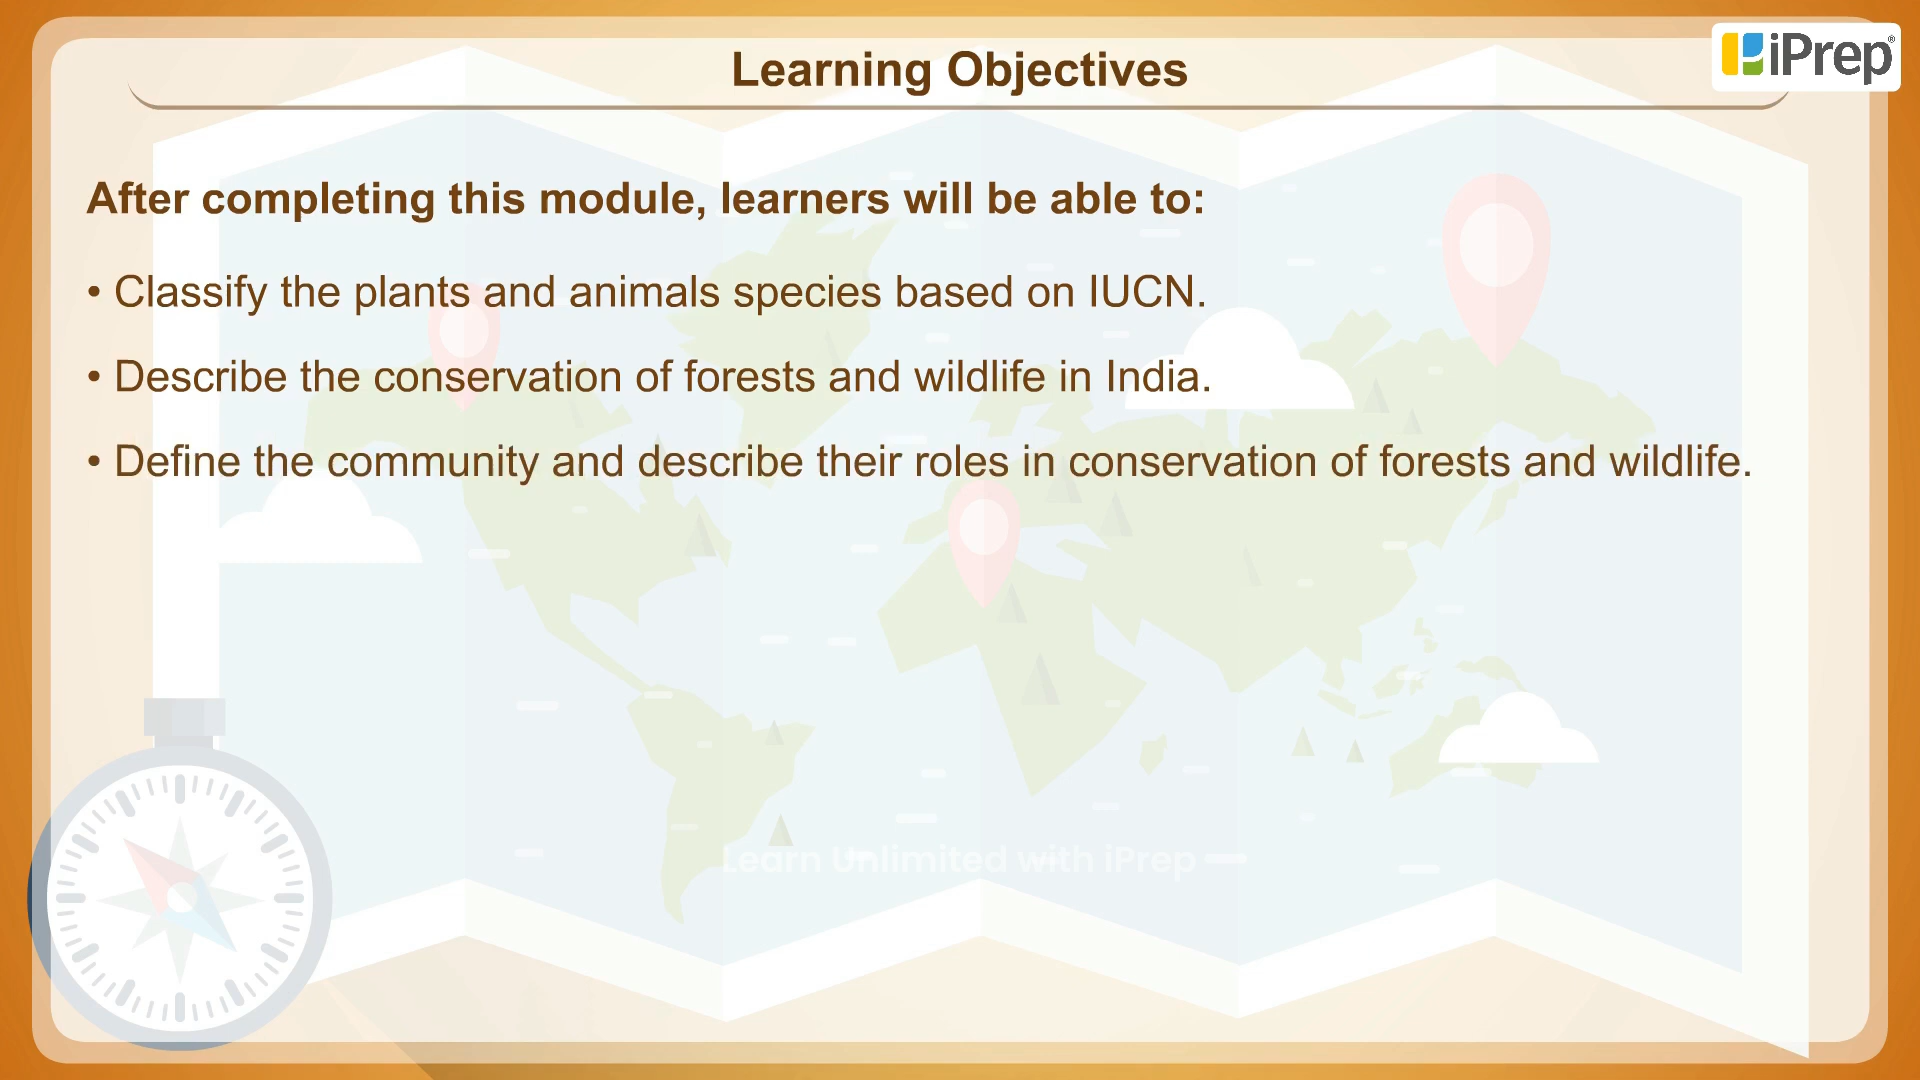 Learning Objectives
iPrep®
After completing this module, learners will be able to:
• Classify the plants and animals species based on IUCN.
• Describe the conservation of forests and wildlife in India.
• Define the community and describe their roles in conservation of forests and wildlife.
Learn Unlimited with iPrep